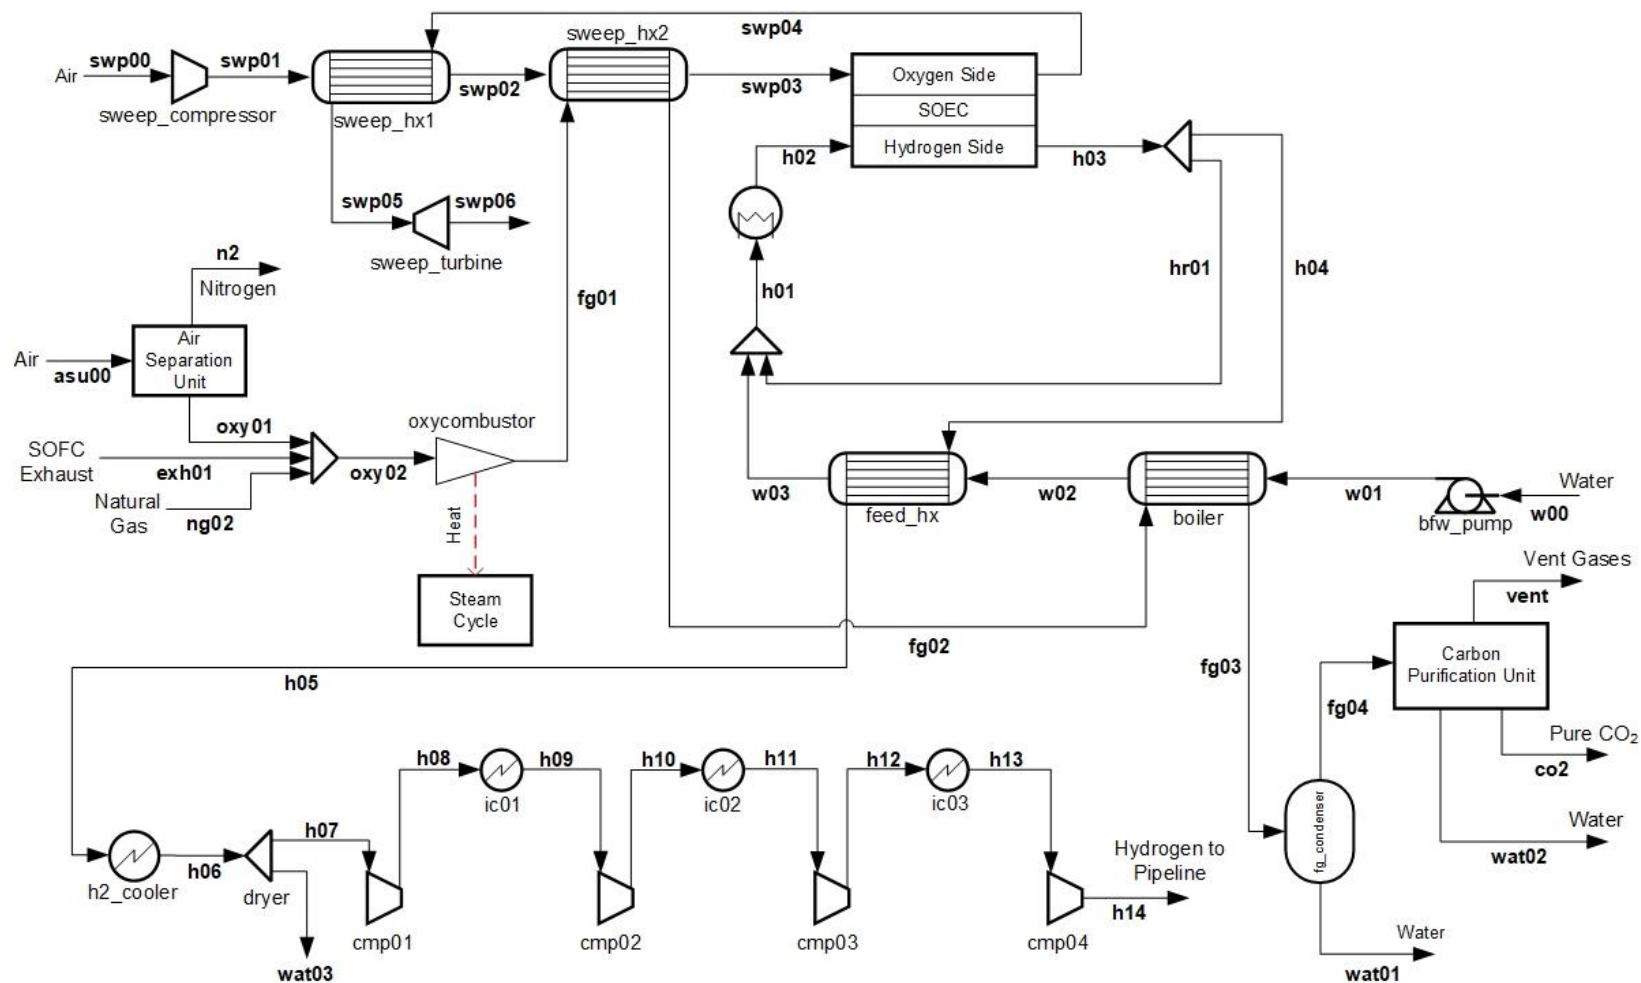 swp04
sweep_hx2
swp00
swp01
Air
swp02
swp03
Oxygen Side
SOEC
Hydrogen Side
sweep_compressor
sweep_hx1
h02
h03
swp05
swp06
sweep_turbine
n2
Nitrogen
fg01
h01
hr01
h04
Air
asu00
Air
Separation
Unit
oxycombustor
oxy01
SOFC
Exhaust
exh01
oxy02
Natural
Gas
ng02
Heat
Steam
Cycle
w03
feed_hx
w02
boiler
w01
bfw_pump
Water
w00
Vent Gases
vent
fg02
fg03
Carbon
Purification Unit
fg04
Pure CO₂
co2
h05
h08
ic01
h09
h10
ic02
h11
h12
ic03
h13
fg_condenser
Water
wat02
h2_cooler
h06
h07
dryer
wat03
cmp01
cmp02
cmp03
cmp04
Hydrogen to
Pipeline
h14
Water
wat01